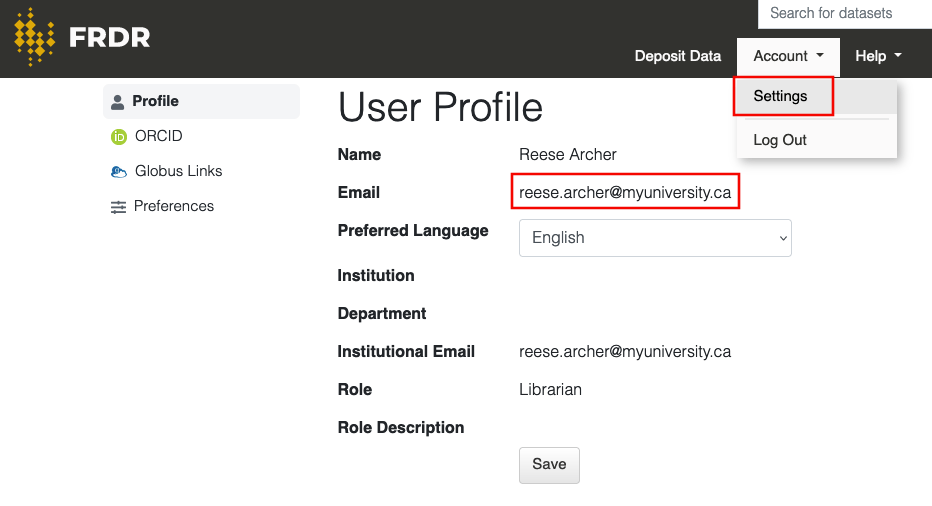 Search for datasets
FRDR
Deposit Data Account Help
Settings
Log Out
Profile
ORCID
Globus Links
Preferences
User Profile
Name Reese Archer
Email reese.archer@myuniversity.ca
Preferred Language English
Institution
Department
Institutional Email reese.archer@myuniversity.ca
Role Librarian
Role Description
Save